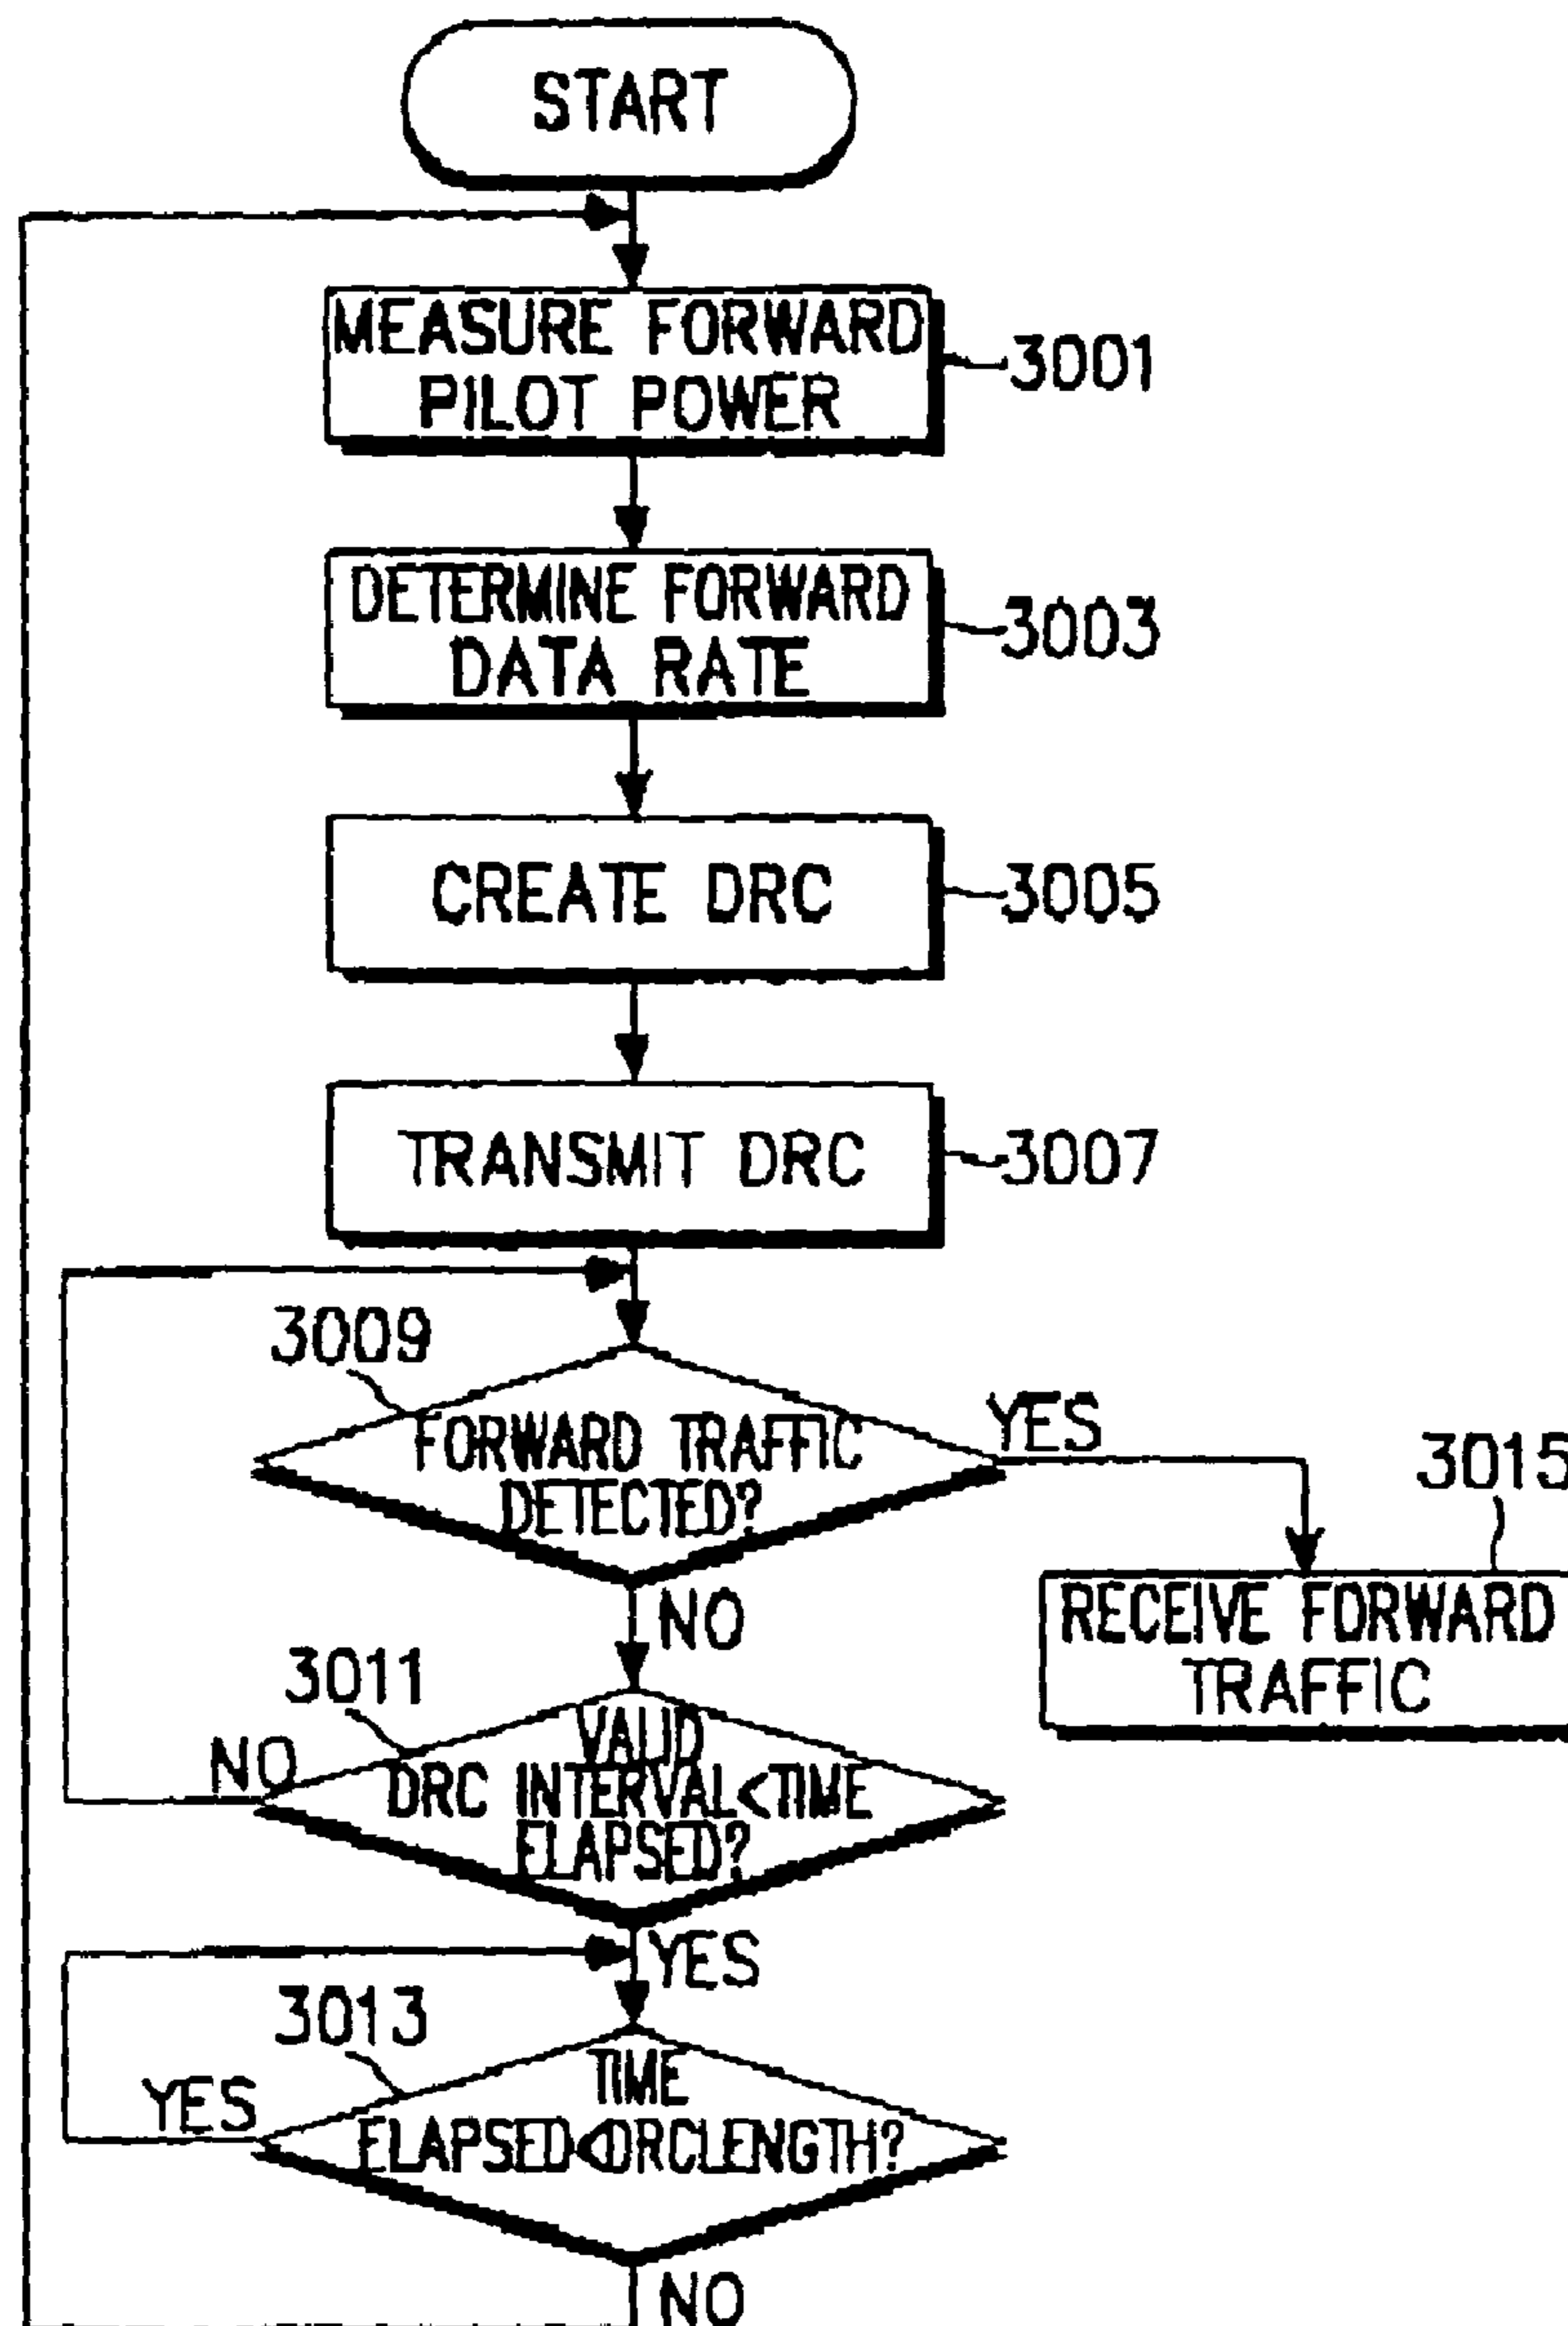 START
MEASURE FORWARD
PILOT POWER
3001
DETERMINE FORWARD
DATA RATE
3003
CREATE DRC
3005
TRANSMIT DRC
3007
3009
FORWARD TRAFFIC
DETECTED?
YES
3015
NO
RECEIVE FORWARD
TRAFFIC
3011
VALID
NO
DRC INTERVAL<TIME
ELAPSED?
YES
3013
TIME
YES
ELAPSED<DRCLENGTH?
NO